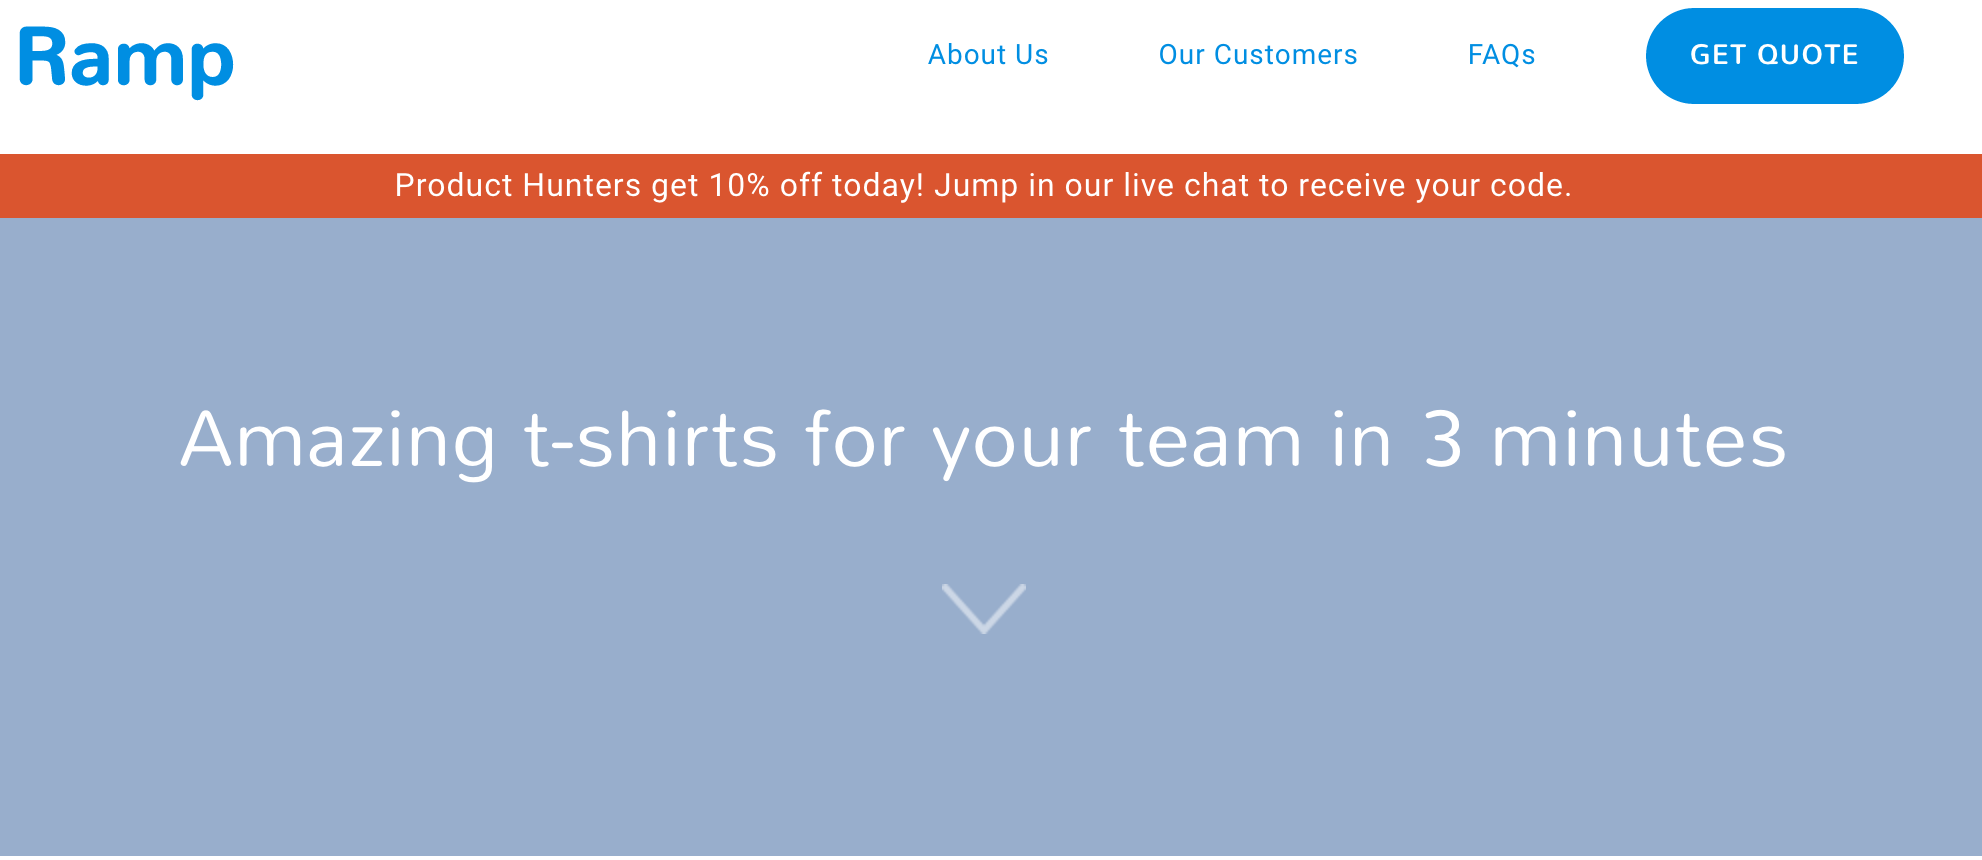 Ramp
About Us
Our Customers
FAQs
GET QUOTE
Product Hunters get 10% off today! Jump in our live chat to receive your code.
Amazing t-shirts for your team in 3 minutes